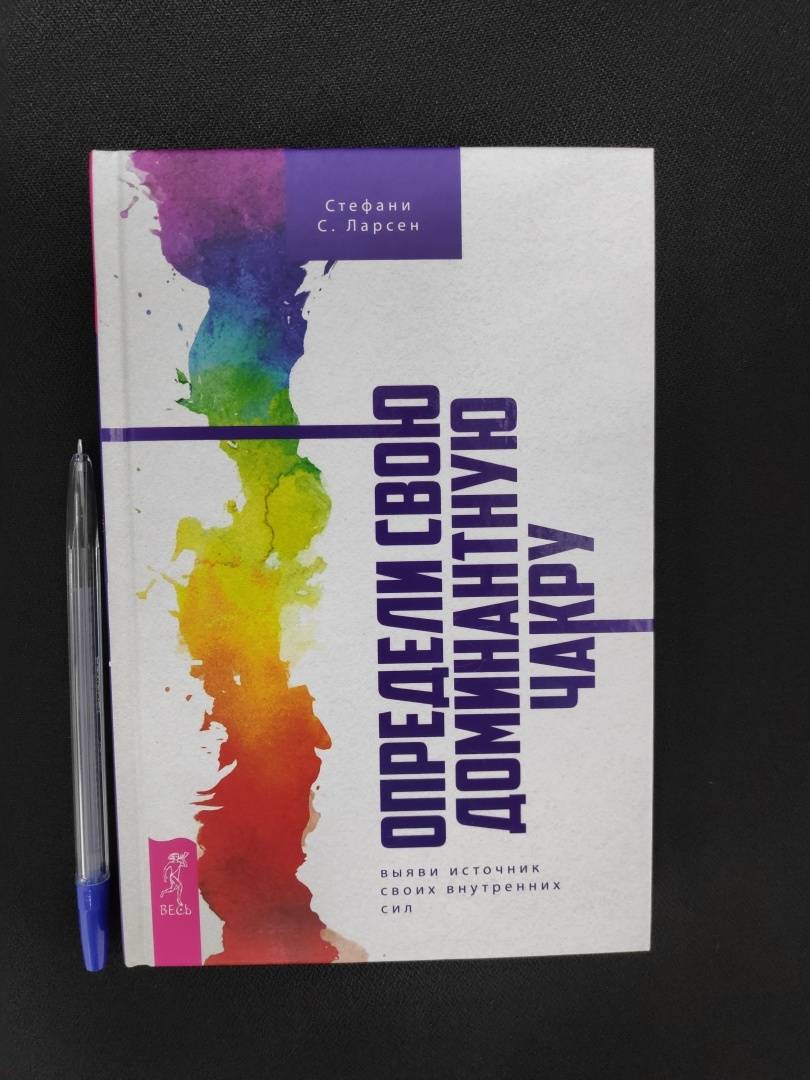 Стефани
С. Ларсен
ОПРЕДЕЛИ СВОЮ
ДОМИНАНТНУЮ
ЧАКРУ
выяви источник
своих внутренних
сил
ВЕСЬ